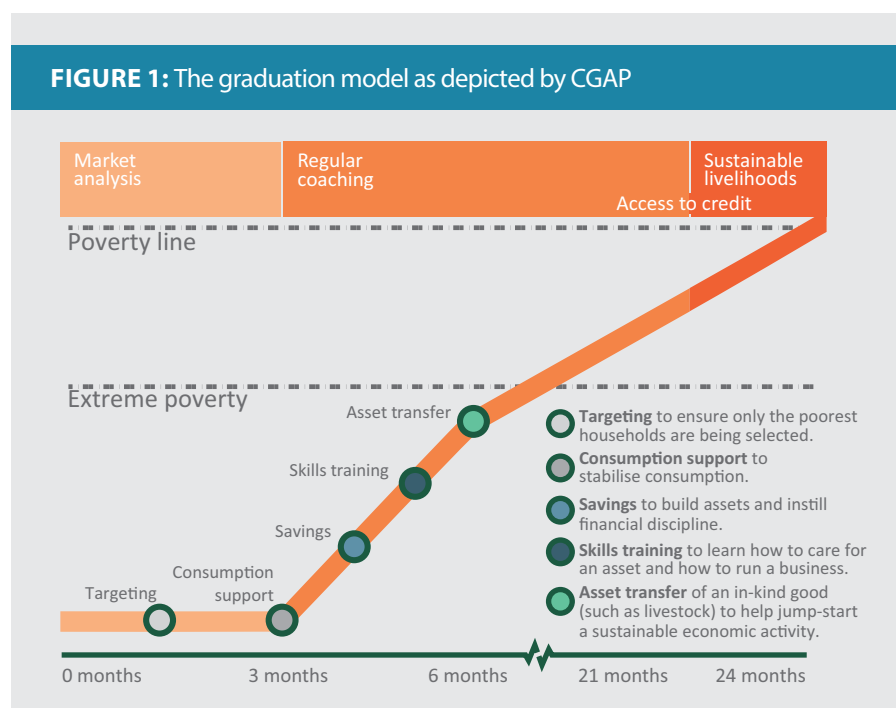 FIGURE 1: The graduation model as depicted by CGAP
Market
analysis
Regular
coaching
Sustainable
livelihoods
Access to credit
Poverty line
Extreme poverty
Asset transfer
Skills training
Savings
Consumption
support
Targeting
Targeting to ensure only the poorest
households are being selected.
Consumption support to
stabilise consumption.
Savings to build assets and instill
financial discipline.
Skills training to learn how to care for
an asset and how to run a business.
Asset transfer of an in-kind good
(such as livestock) to help jump-start
a sustainable economic activity.
0 months
3 months
6 months
21 months
24 months